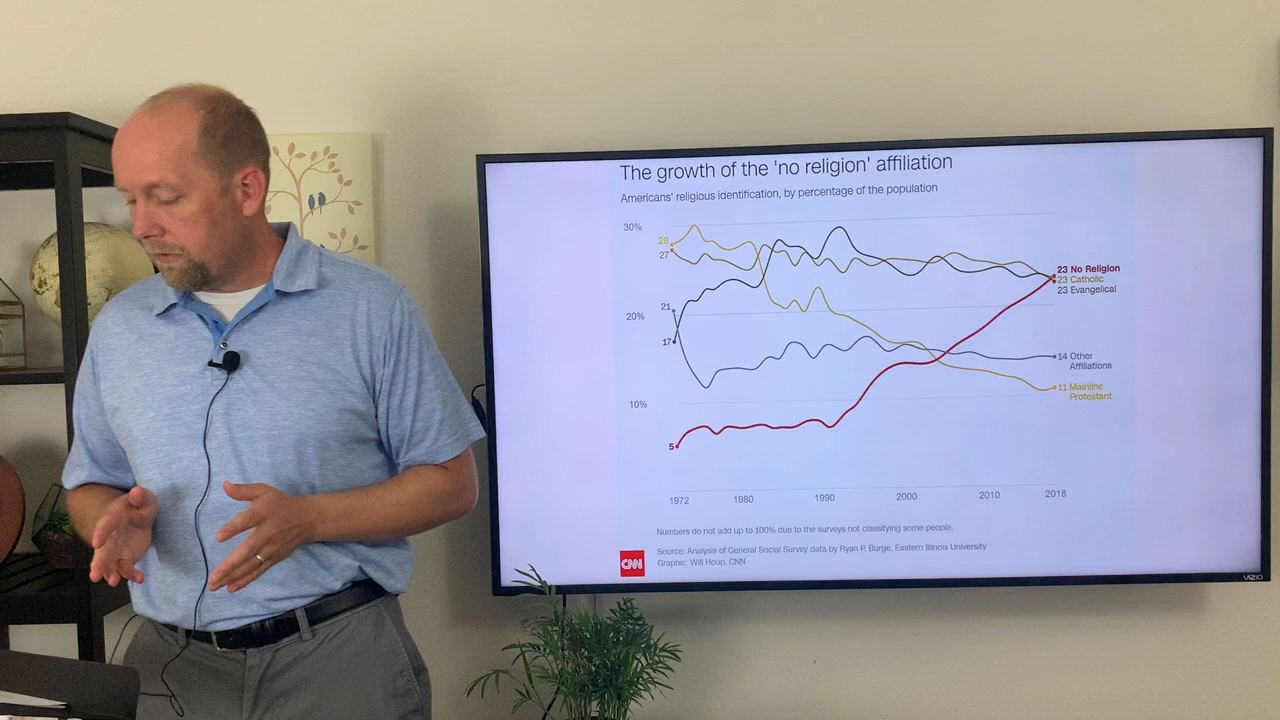 The growth of the 'no religion' affiliation
Americans' religious identification, by percentage of the population
30%
28
27
23 No Religion
23 Catholic
23 Evangelical
21
20%
17
14 Other
Affiliations
11 Mainline
Protestant
10%
5
1972 1980 1990 2000 2010 2018
Numbers do not add up to 100% due to the surveys not classifying some people.
Source: Analysis of General Social Survey data by Ryan P. Burge, Eastern Illinois University
Graphic: Will Houp, CNN
CNN
VIZIO